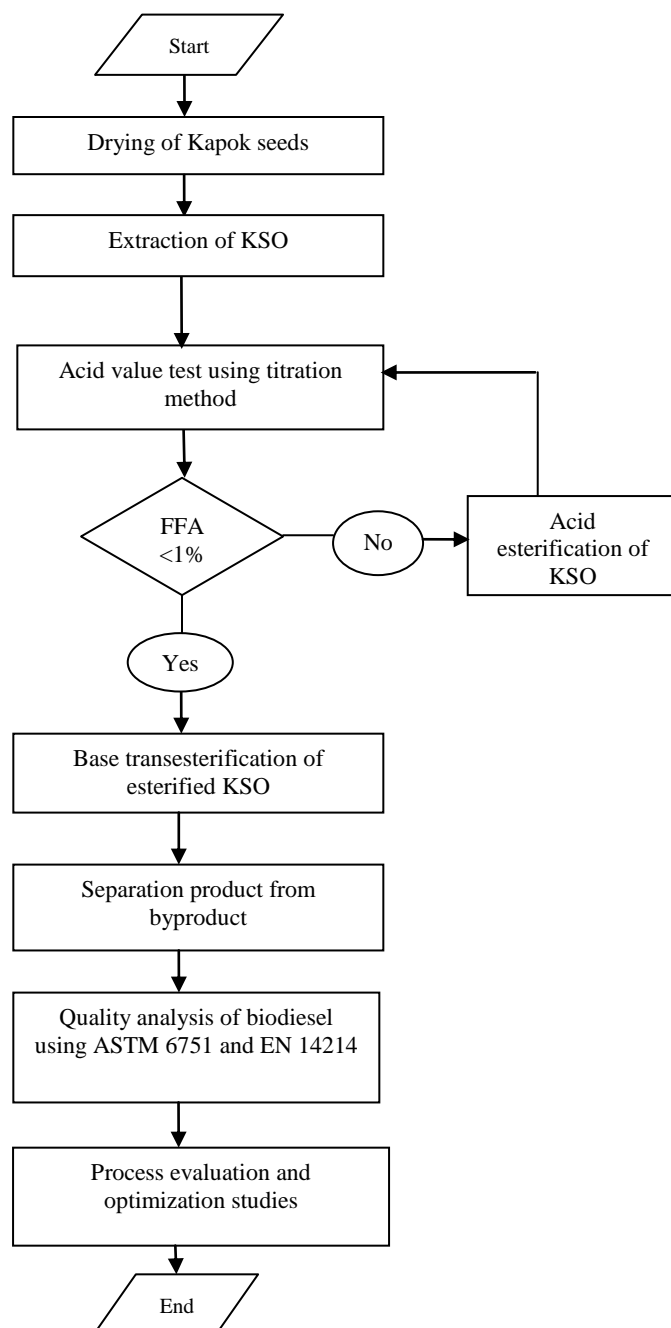 Start
Drying of Kapok seeds
Extraction of KSO
Acid value test using titration
method
FFA
<1%
No
Acid
esterification of
KSO
Yes
Base transesterification of
esterified KSO
Separation product from
byproduct
Quality analysis of biodiesel
using ASTM 6751 and EN 14214
Process evaluation and
optimization studies
End